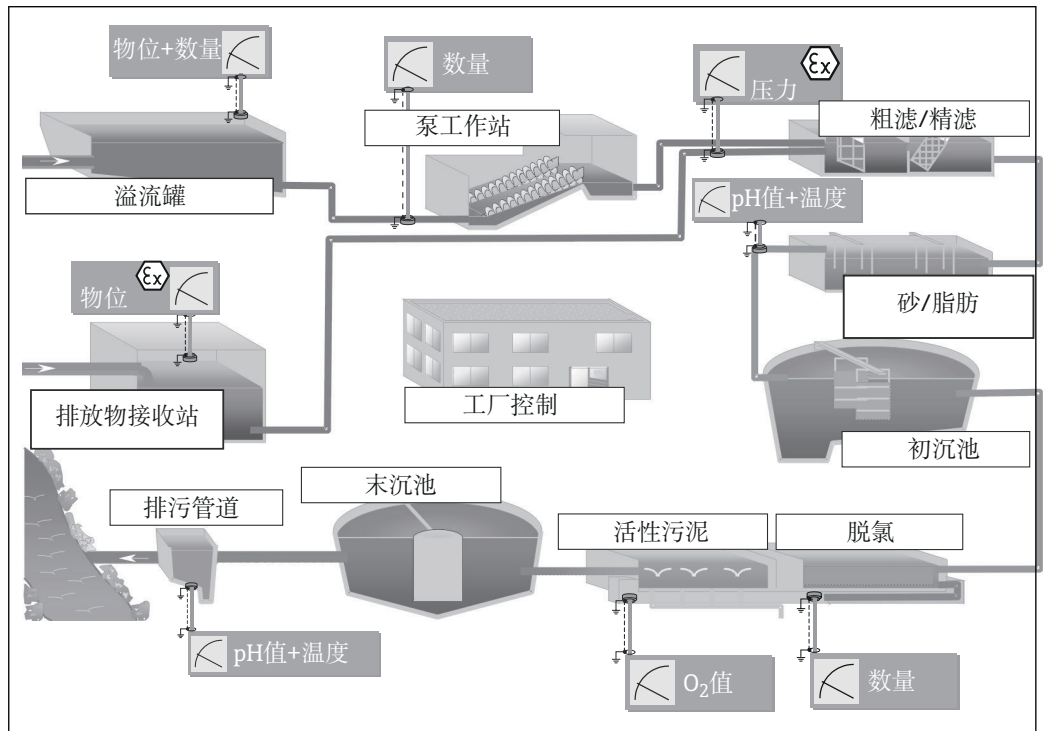 物位+数量
数量
εx
压力
泵工作站
粗滤/精滤
溢流罐
pH值+温度
εx
物位
砂/脂肪
工厂控制
排放物接收站
初沉池
末沉池
排污管道
活性污泥
脱氯
pH值+温度
O₂值
数量